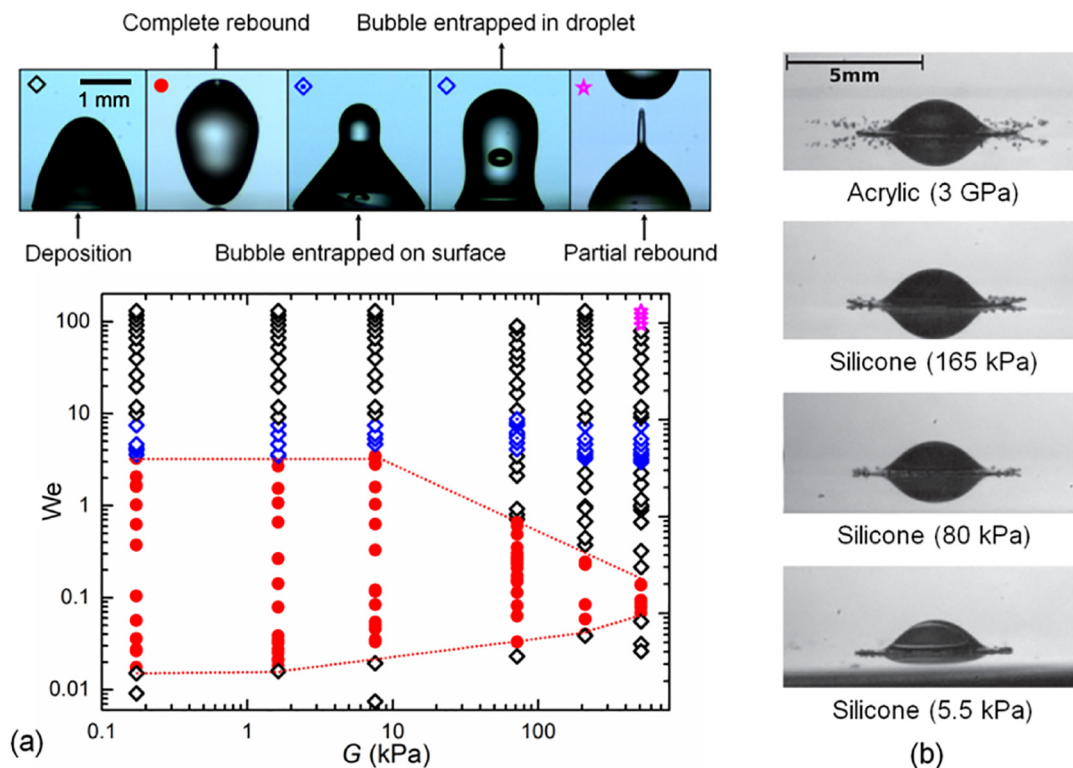 Complete rebound
Bubble entrapped in droplet
1 mm
Deposition
Bubble entrapped on surface
Partial rebound
100
10
1
0.1
0.01
We
0.1
1
10
100
G (kPa)
(a)
5mm
Acrylic (3 GPa)
Silicone (165 kPa)
Silicone (80 kPa)
Silicone (5.5 kPa)
(b)